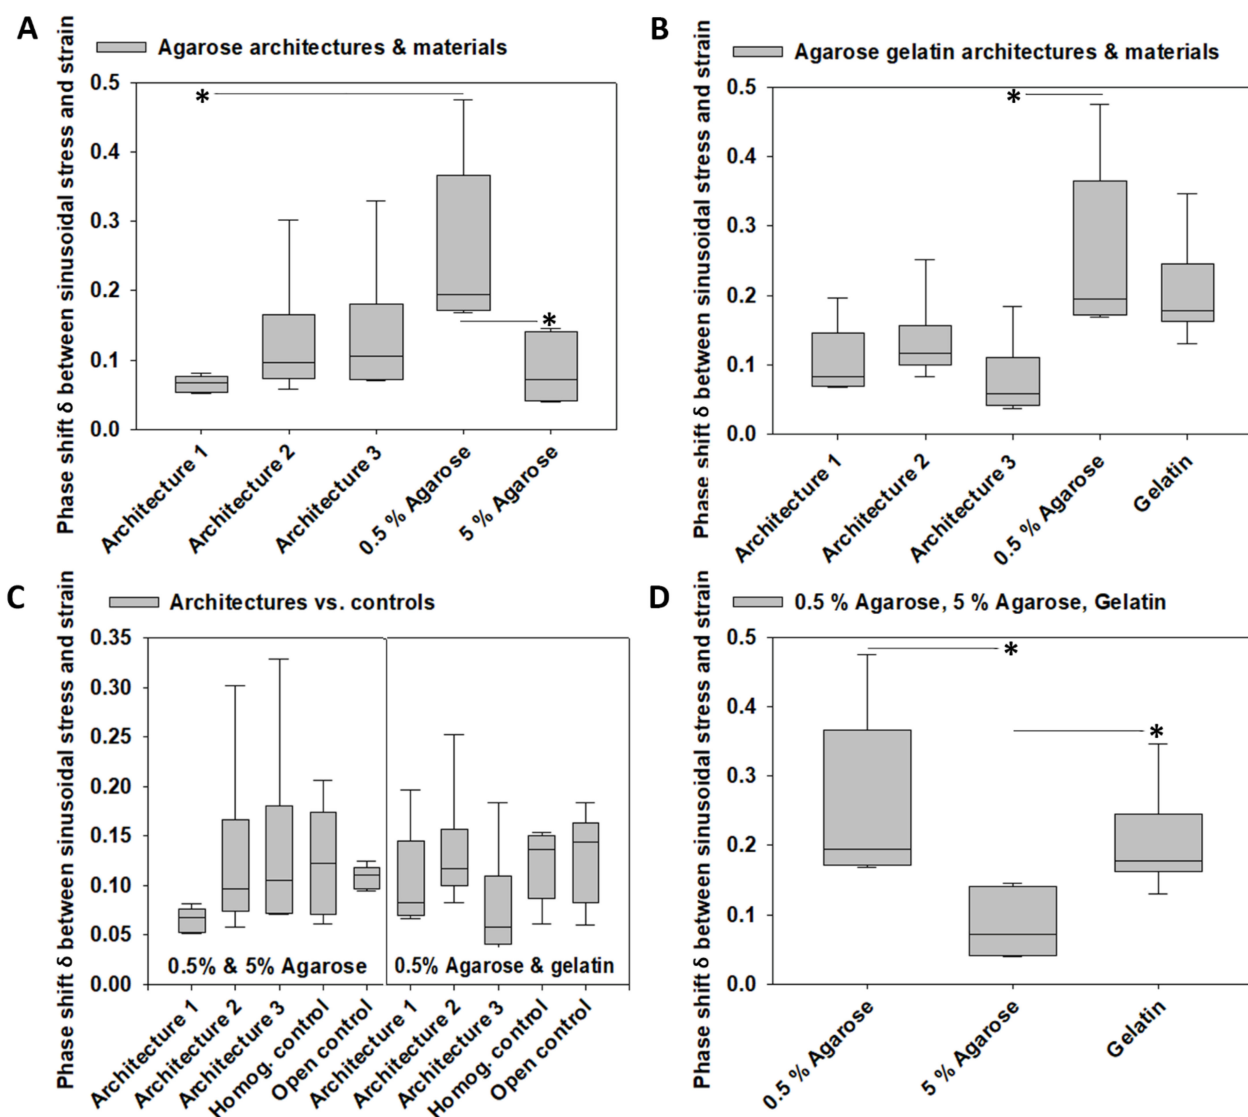 A
Agarose architectures & materials
Phase shift δ between sinusoidal stress and strain
0.5
0.4
0.3
0.2
0.1
0.0
*
*
Architecture 1
Architecture 2
Architecture 3
0.5 % Agarose
5 % Agarose
B
Agarose gelatin architectures & materials
Phase shift δ between sinusoidal stress and strain
0.5
0.4
0.3
0.2
0.1
0.0
*
Architecture 1
Architecture 2
Architecture 3
0.5 % Agarose
Gelatin
C
Architectures vs. controls
Phase shift δ between sinusoidal stress and strain
0.35
0.30
0.25
0.20
0.15
0.10
0.05
0.00
0.5% & 5% Agarose
0.5% Agarose & gelatin
Architecture 1
Architecture 2
Architecture 3
Homog. control
Open control
Architecture 1
Architecture 2
Architecture 3
Homog. control
Open control
D
0.5 % Agarose, 5 % Agarose, Gelatin
Phase shift δ between sinusoidal stress and strain
0.5
0.4
0.3
0.2
0.1
0.0
*
*
0.5 % Agarose
5 % Agarose
Gelatin